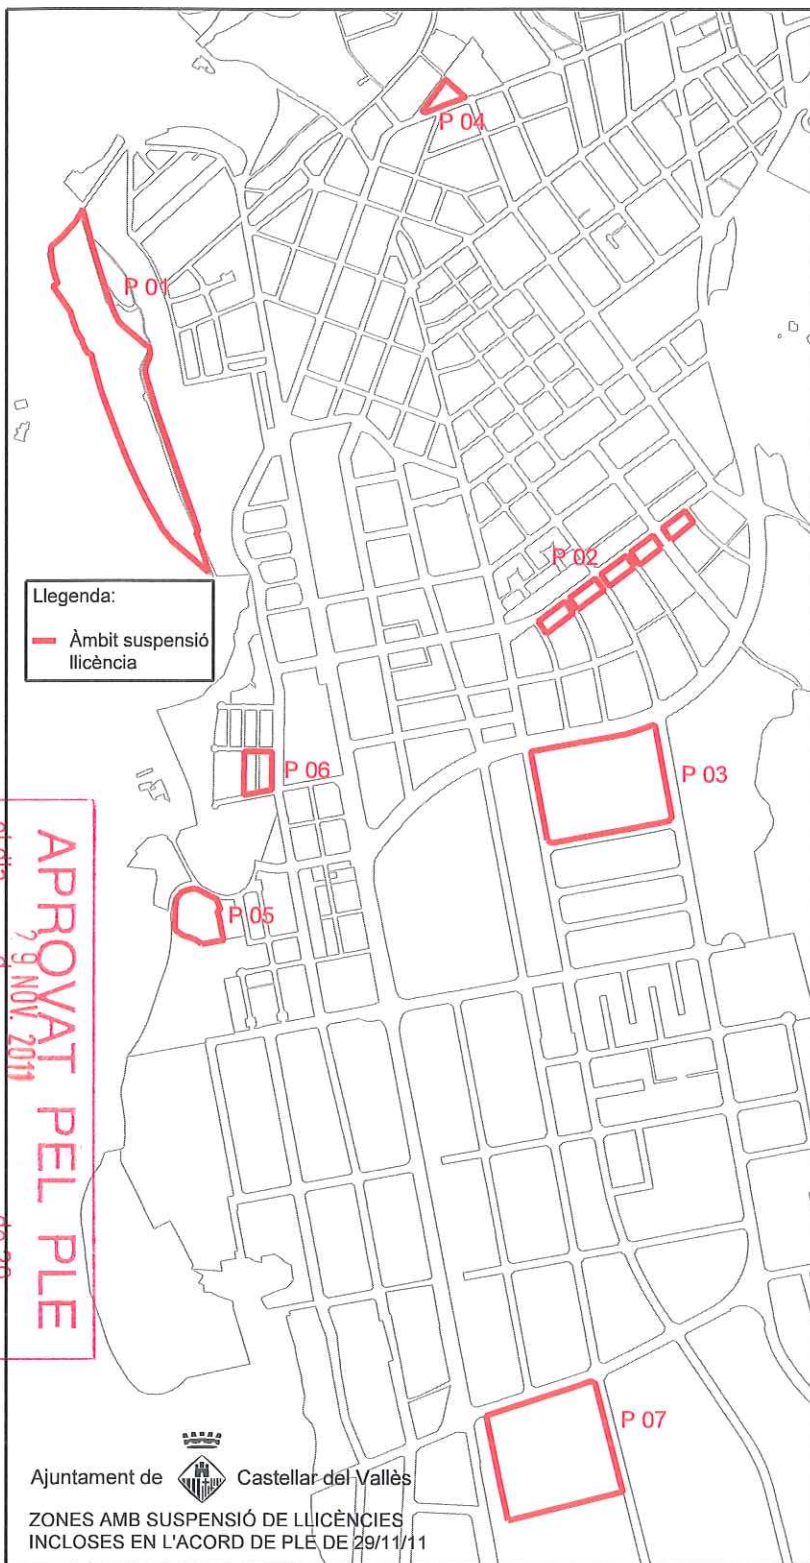 P 04
P 01
P 02
Llegenda:
Àmbit suspensió
llicència
P 03
P 06
P 05
APROVAT PEL PLE
29 NOV. 2011
P 07
Ajuntament de Castellar del Vallès
ZONES AMB SUSPENSIÓ DE LLICÈNCIES
INCLOSES EN L'ACORD DE PLE DE 29/11/11